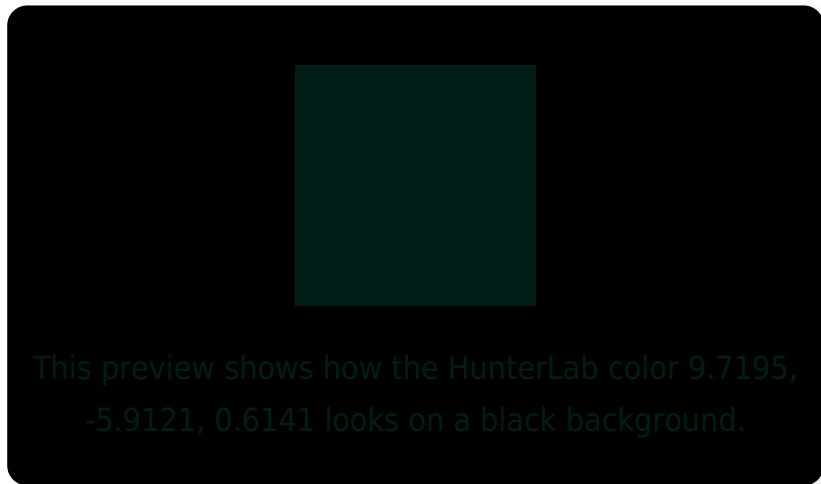 This preview shows how the HunterLab color 9.7195,
-5.9121, 0.6141 looks on a black background.